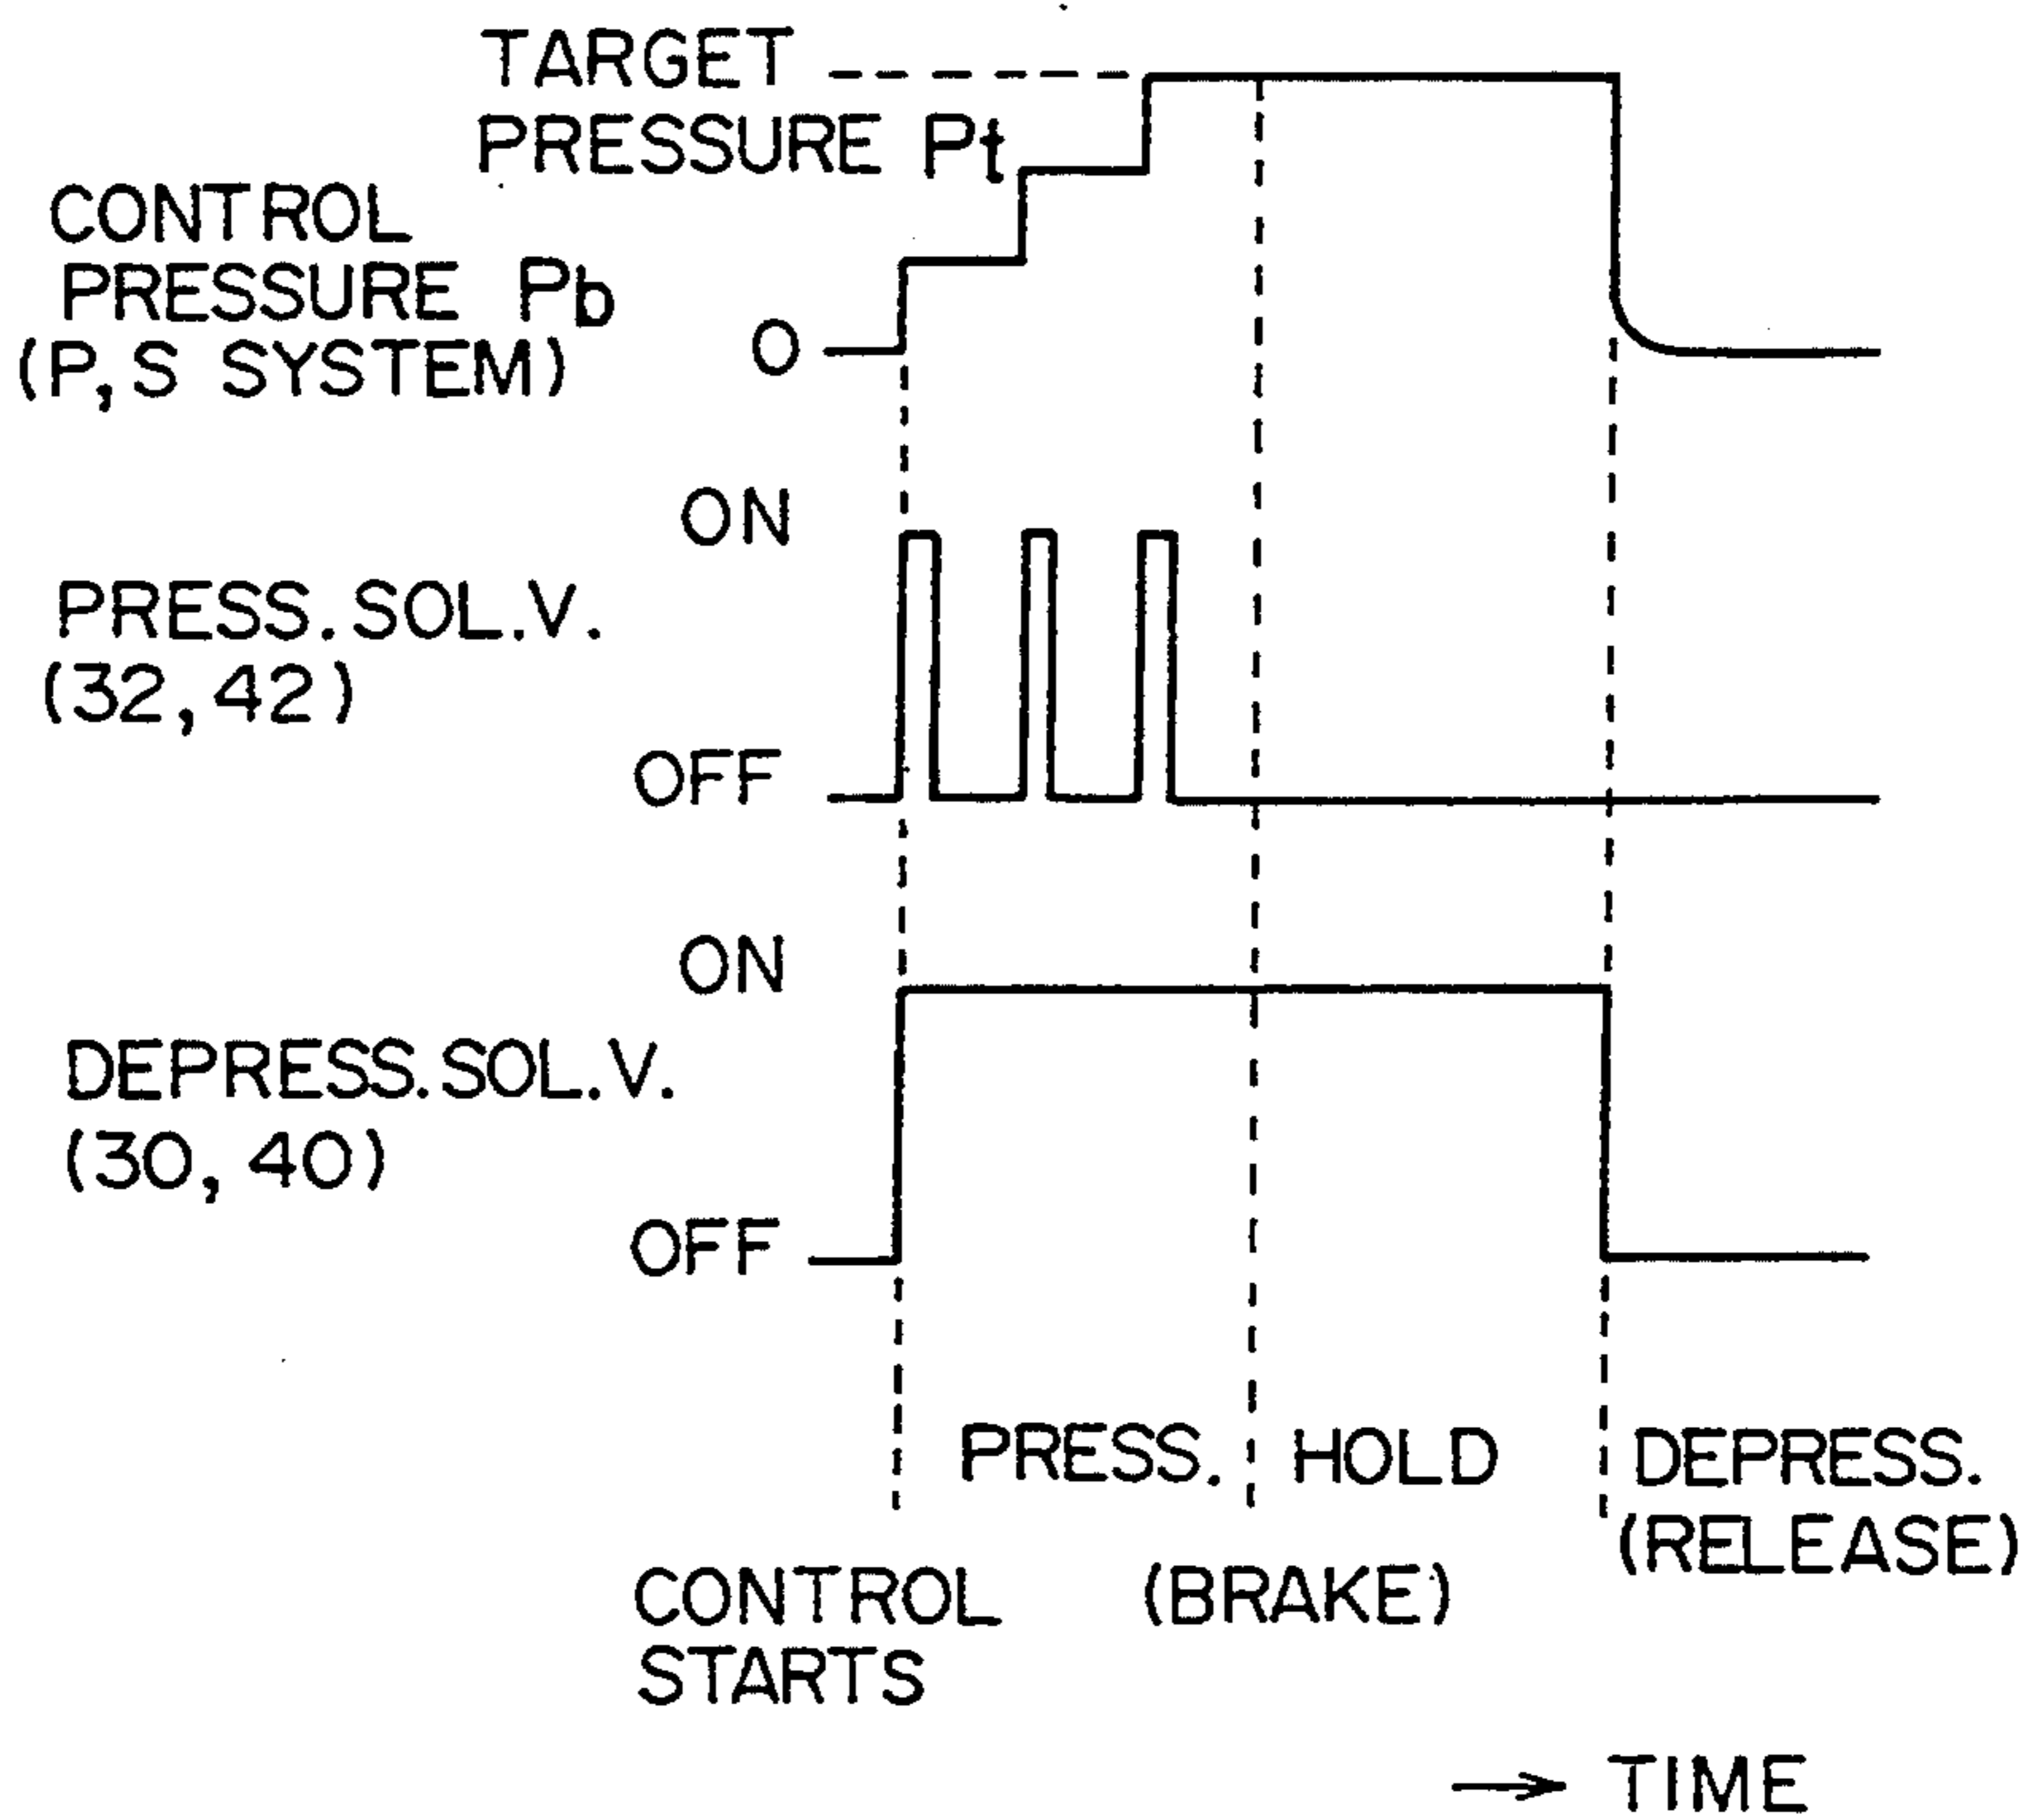 TARGET
PRESSURE Pt
CONTROL
PRESSURE Pb
(P,S SYSTEM)
O
ON
PRESS.SOL.V.
(32,42)
OFF
ON
DEPRESS.SOL.V.
(30,40)
OFF
PRESS.
HOLD
DEPRESS.
(RELEASE)
CONTROL
STARTS
(BRAKE)
TIME